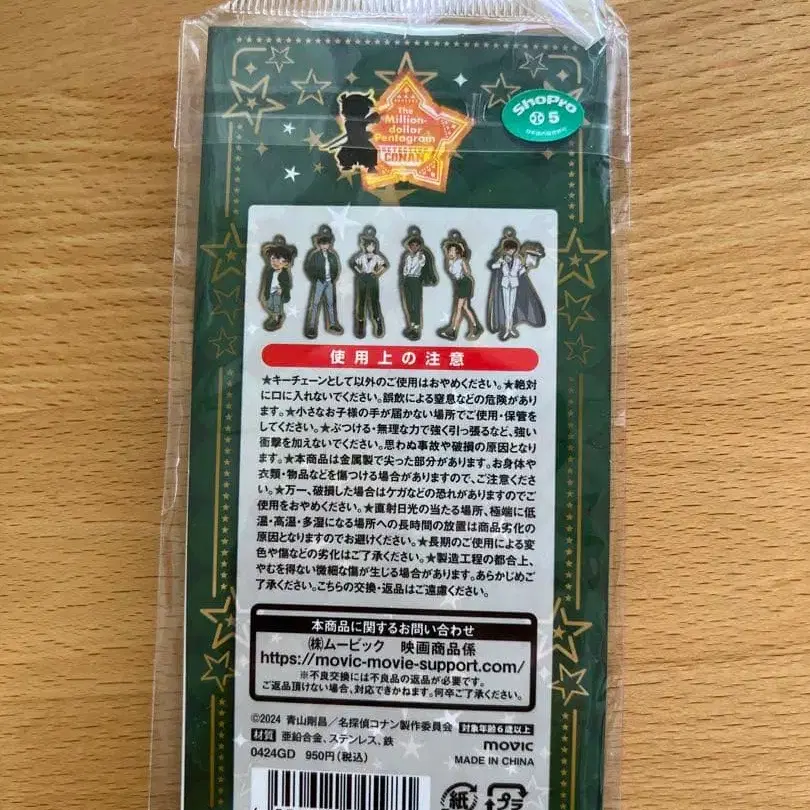 The
Million-
dollar
Pentagram
DETECTIVE
CONAN
ShoPro
小 5
使用上の注意
★キーチェーンとして以外のご使用はおやめください。★絶対
に口に入れないでください。誤飲による窒息などの危険があり
ます。★小さなお子様の手が届かない場所でご使用・保管を
してください。★ぶつける・無理な力で強く引っ張るなど、強い
衝撃を加えないでください。思わぬ事故や破損の原因となり
ます。★本商品は金属製で尖った部分があります。お身体や
衣類・物品などを傷つける場合がありますので、ご注意くださ
い。★万一、破損した場合はケガなどの恐れがありますのでご
使用をおやめください。★直射日光の当たる場所、極端に低
温・高温・多湿になる場所への長時間の放置は商品劣化の
原因となりますのでお避けください。★長期のご使用による変
色や傷などの劣化はご了承ください。★製造工程の都合上、
やむを得ない微細な傷が生じる場合があります。あらかじめご
了承ください。こちらの交換・返品はご遠慮ください。
本商品に関するお問い合わせ
㈱ムービック 映画商品係
https://movic-movie-support.com/
※不良交換には不良品の返品が必要です。
ご返品頂けない場合、対応できかねます。何卒ご了承ください。
©2024 青山剛昌/名探偵コナン製作委員会 対象年齢6歳以上
材質 亜鉛合金、ステンレス、鉄 movic
0424GD 950円(税込) MADE IN CHINA
紙 プラ